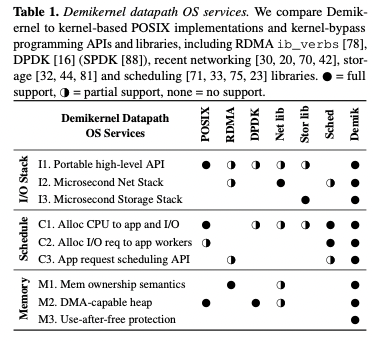 Table 1. Demikernel datapath OS services. We compare Demik-
ernel to kernel-based POSIX implementations and kernel-bypass
programming APIs and libraries, including RDMA ib_verbs [78],
DPDK [16] (SPDK [88]), recent networking [30, 20, 70, 42], stor-
age [32, 44, 81] and scheduling [71, 33, 75, 23] libraries. ● = full
support, ◑ = partial support, none = no support.
Demikernel Datapath
OS Services
POSIX
RDMA
DPDK
Net lib
Stor lib
Sched
Demik
I/O Stack
I1. Portable high-level API ● ◑ ◑ ◑ ◑ ●
I2. Microsecond Net Stack ◑ ● ◑ ●
I3. Microsecond Storage Stack ● ●
Schedule
C1. Alloc CPU to app and I/O ● ◑ ◑ ◑ ● ●
C2. Alloc I/O req to app workers ◑ ● ●
C3. App request scheduling API ◑ ◑ ●
Memory
M1. Mem ownership semantics ● ◑ ●
M2. DMA-capable heap ● ● ◑ ●
M3. Use-after-free protection ●